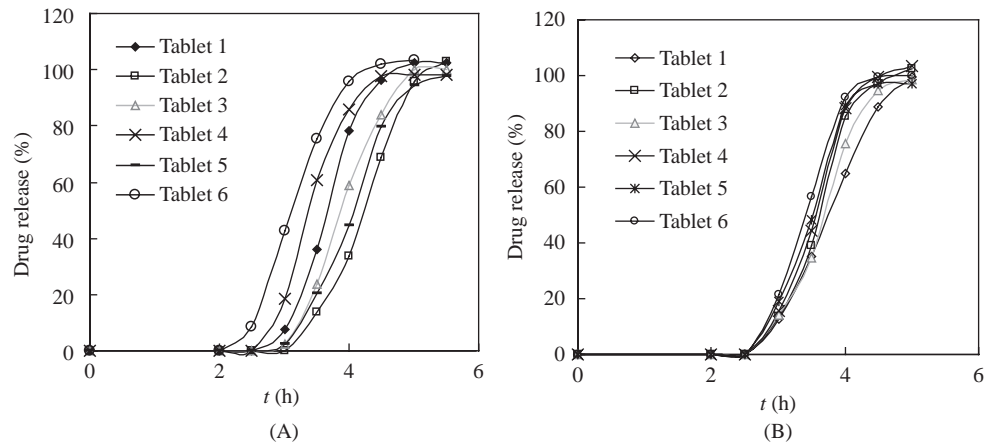 120
100
80
60
40
20
0
Drug release (%)
Tablet 1
Tablet 2
Tablet 3
Tablet 4
Tablet 5
Tablet 6
0 2 4 6
t (h)
(A)
120
100
80
60
40
20
0
Drug release (%)
Tablet 1
Tablet 2
Tablet 3
Tablet 4
Tablet 5
Tablet 6
0 2 4 6
t (h)
(B)